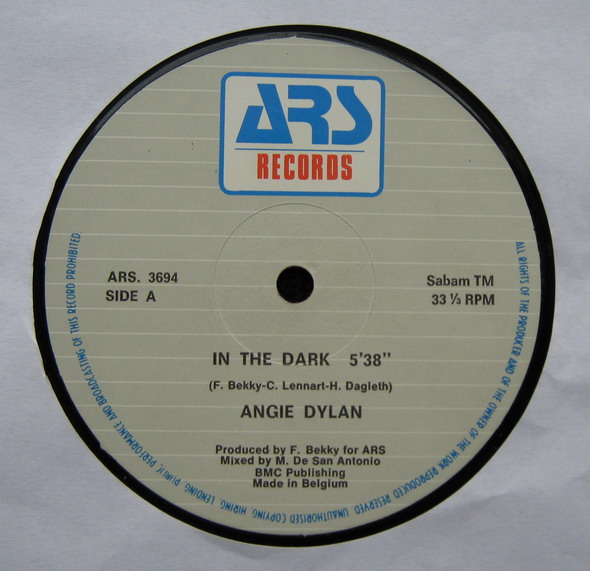 ARS
RECORDS
ARS. 3694
SIDE A
Sabam TM
33 ⅓ RPM
IN THE DARK 5'38"
(F. Bekky-C. Lennart-H. Dagleth)
ANGIE DYLAN
Produced by F. Bekky for ARS
Mixed by M. De San Antonio
BMC Publishing
Made in Belgium
ALL RIGHTS OF THE PRODUCER AND OF THE OWNER OF THE WORK REPRODUCED RESERVED. UNAUTHORISED COPYING, HIRING, LENDING, PUBLIC PERFORMANCE AND BROADCASTING OF THIS RECORD PROHIBITED